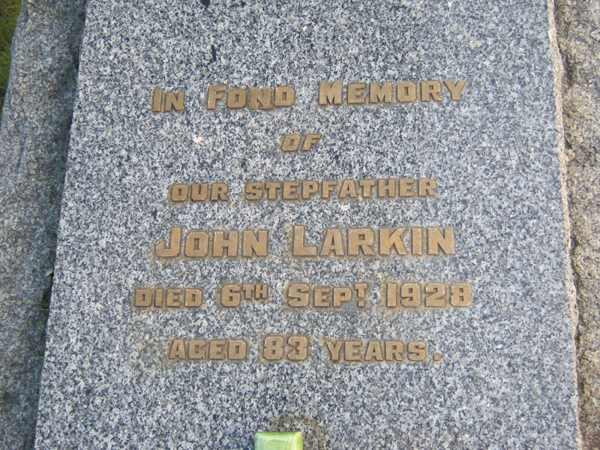 In Fond Memory
OF
OUR STEPFATHER
John Larkin
DIED 6TH SEPT. 1928
AGED 83 YEARS.